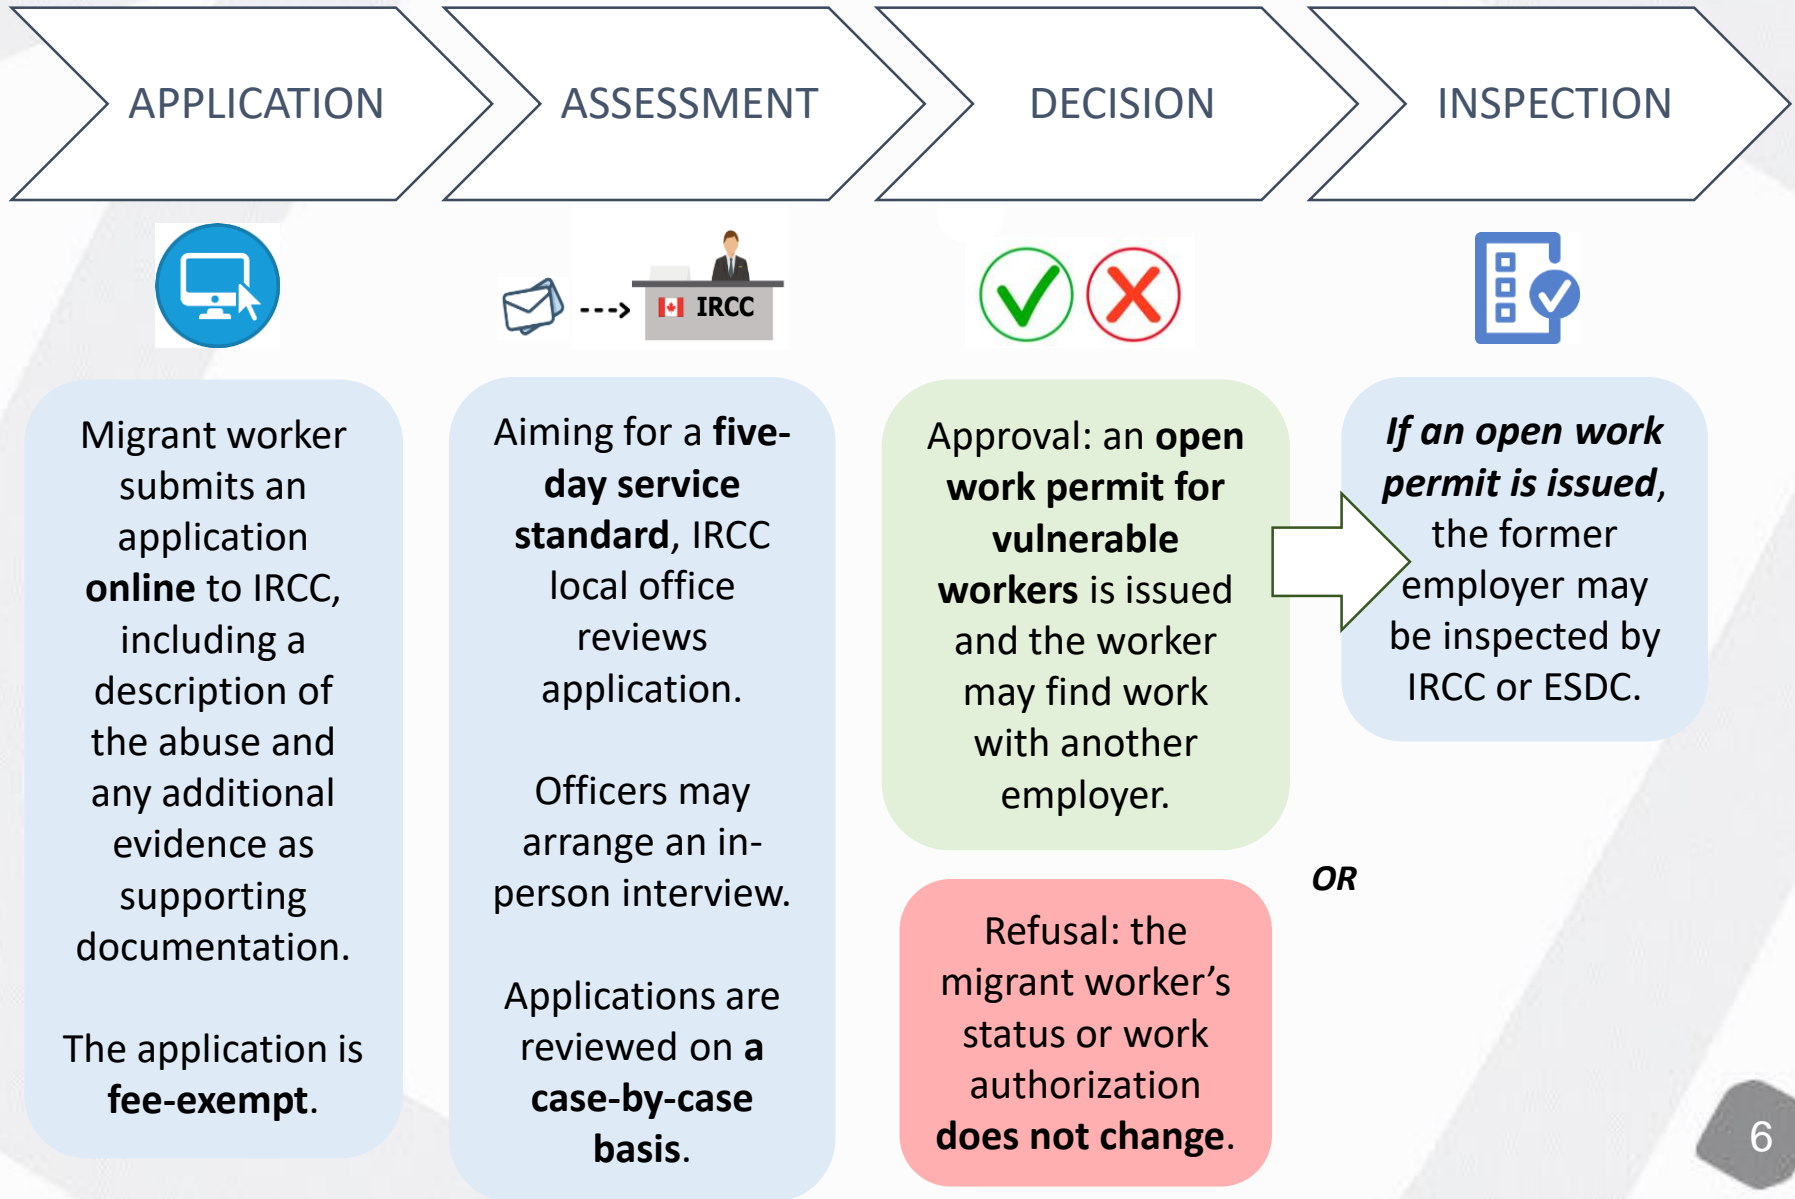 APPLICATION
ASSESSMENT
DECISION
INSPECTION
IRCC
Migrant worker
submits an
application
online to IRCC,
including a
description of
the abuse and
any additional
evidence as
supporting
documentation.
The application is
fee-exempt.
Aiming for a five-
day service
standard, IRCC
local office
reviews
application.
Officers may
arrange an in-
person interview.
Applications are
reviewed on a
case-by-case
basis.
Approval: an open
work permit for
vulnerable
workers is issued
and the worker
may find work
with another
employer.
OR
Refusal: the
migrant worker’s
status or work
authorization
does not change.
If an open work
permit is issued,
the former
employer may
be inspected by
IRCC or ESDC.
6